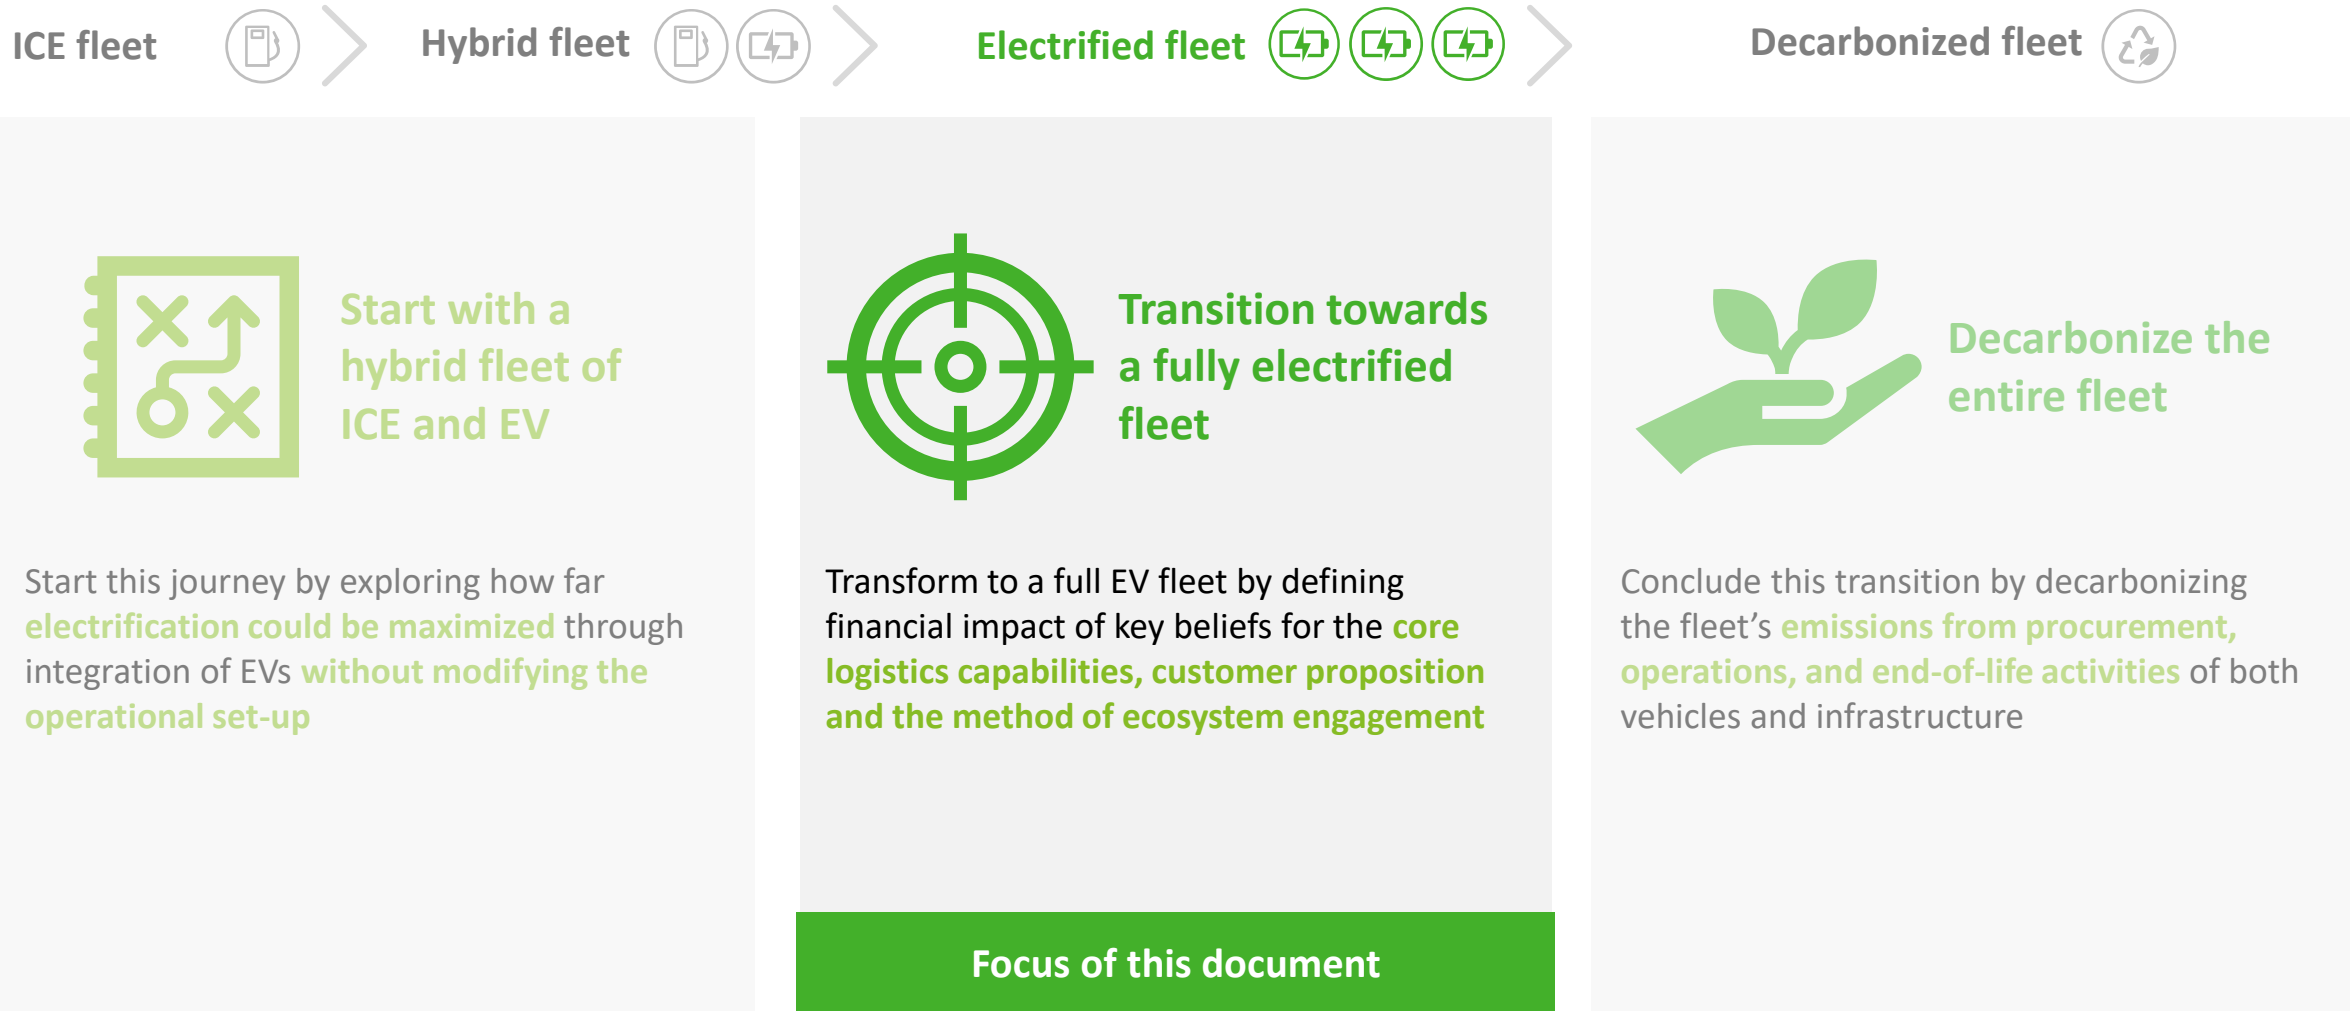 ICE fleet
Hybrid fleet
Electrified fleet
Decarbonized fleet
Start with a
hybrid fleet of
ICE and EV
Start this journey by exploring how far
electrification could be maximized through
integration of EVs without modifying the
operational set-up
Transition towards
a fully electrified
fleet
Transform to a full EV fleet by defining
financial impact of key beliefs for the core
logistics capabilities, customer proposition
and the method of ecosystem engagement
Focus of this document
Decarbonize the
entire fleet
Conclude this transition by decarbonizing
the fleet’s emissions from procurement,
operations, and end-of-life activities of both
vehicles and infrastructure